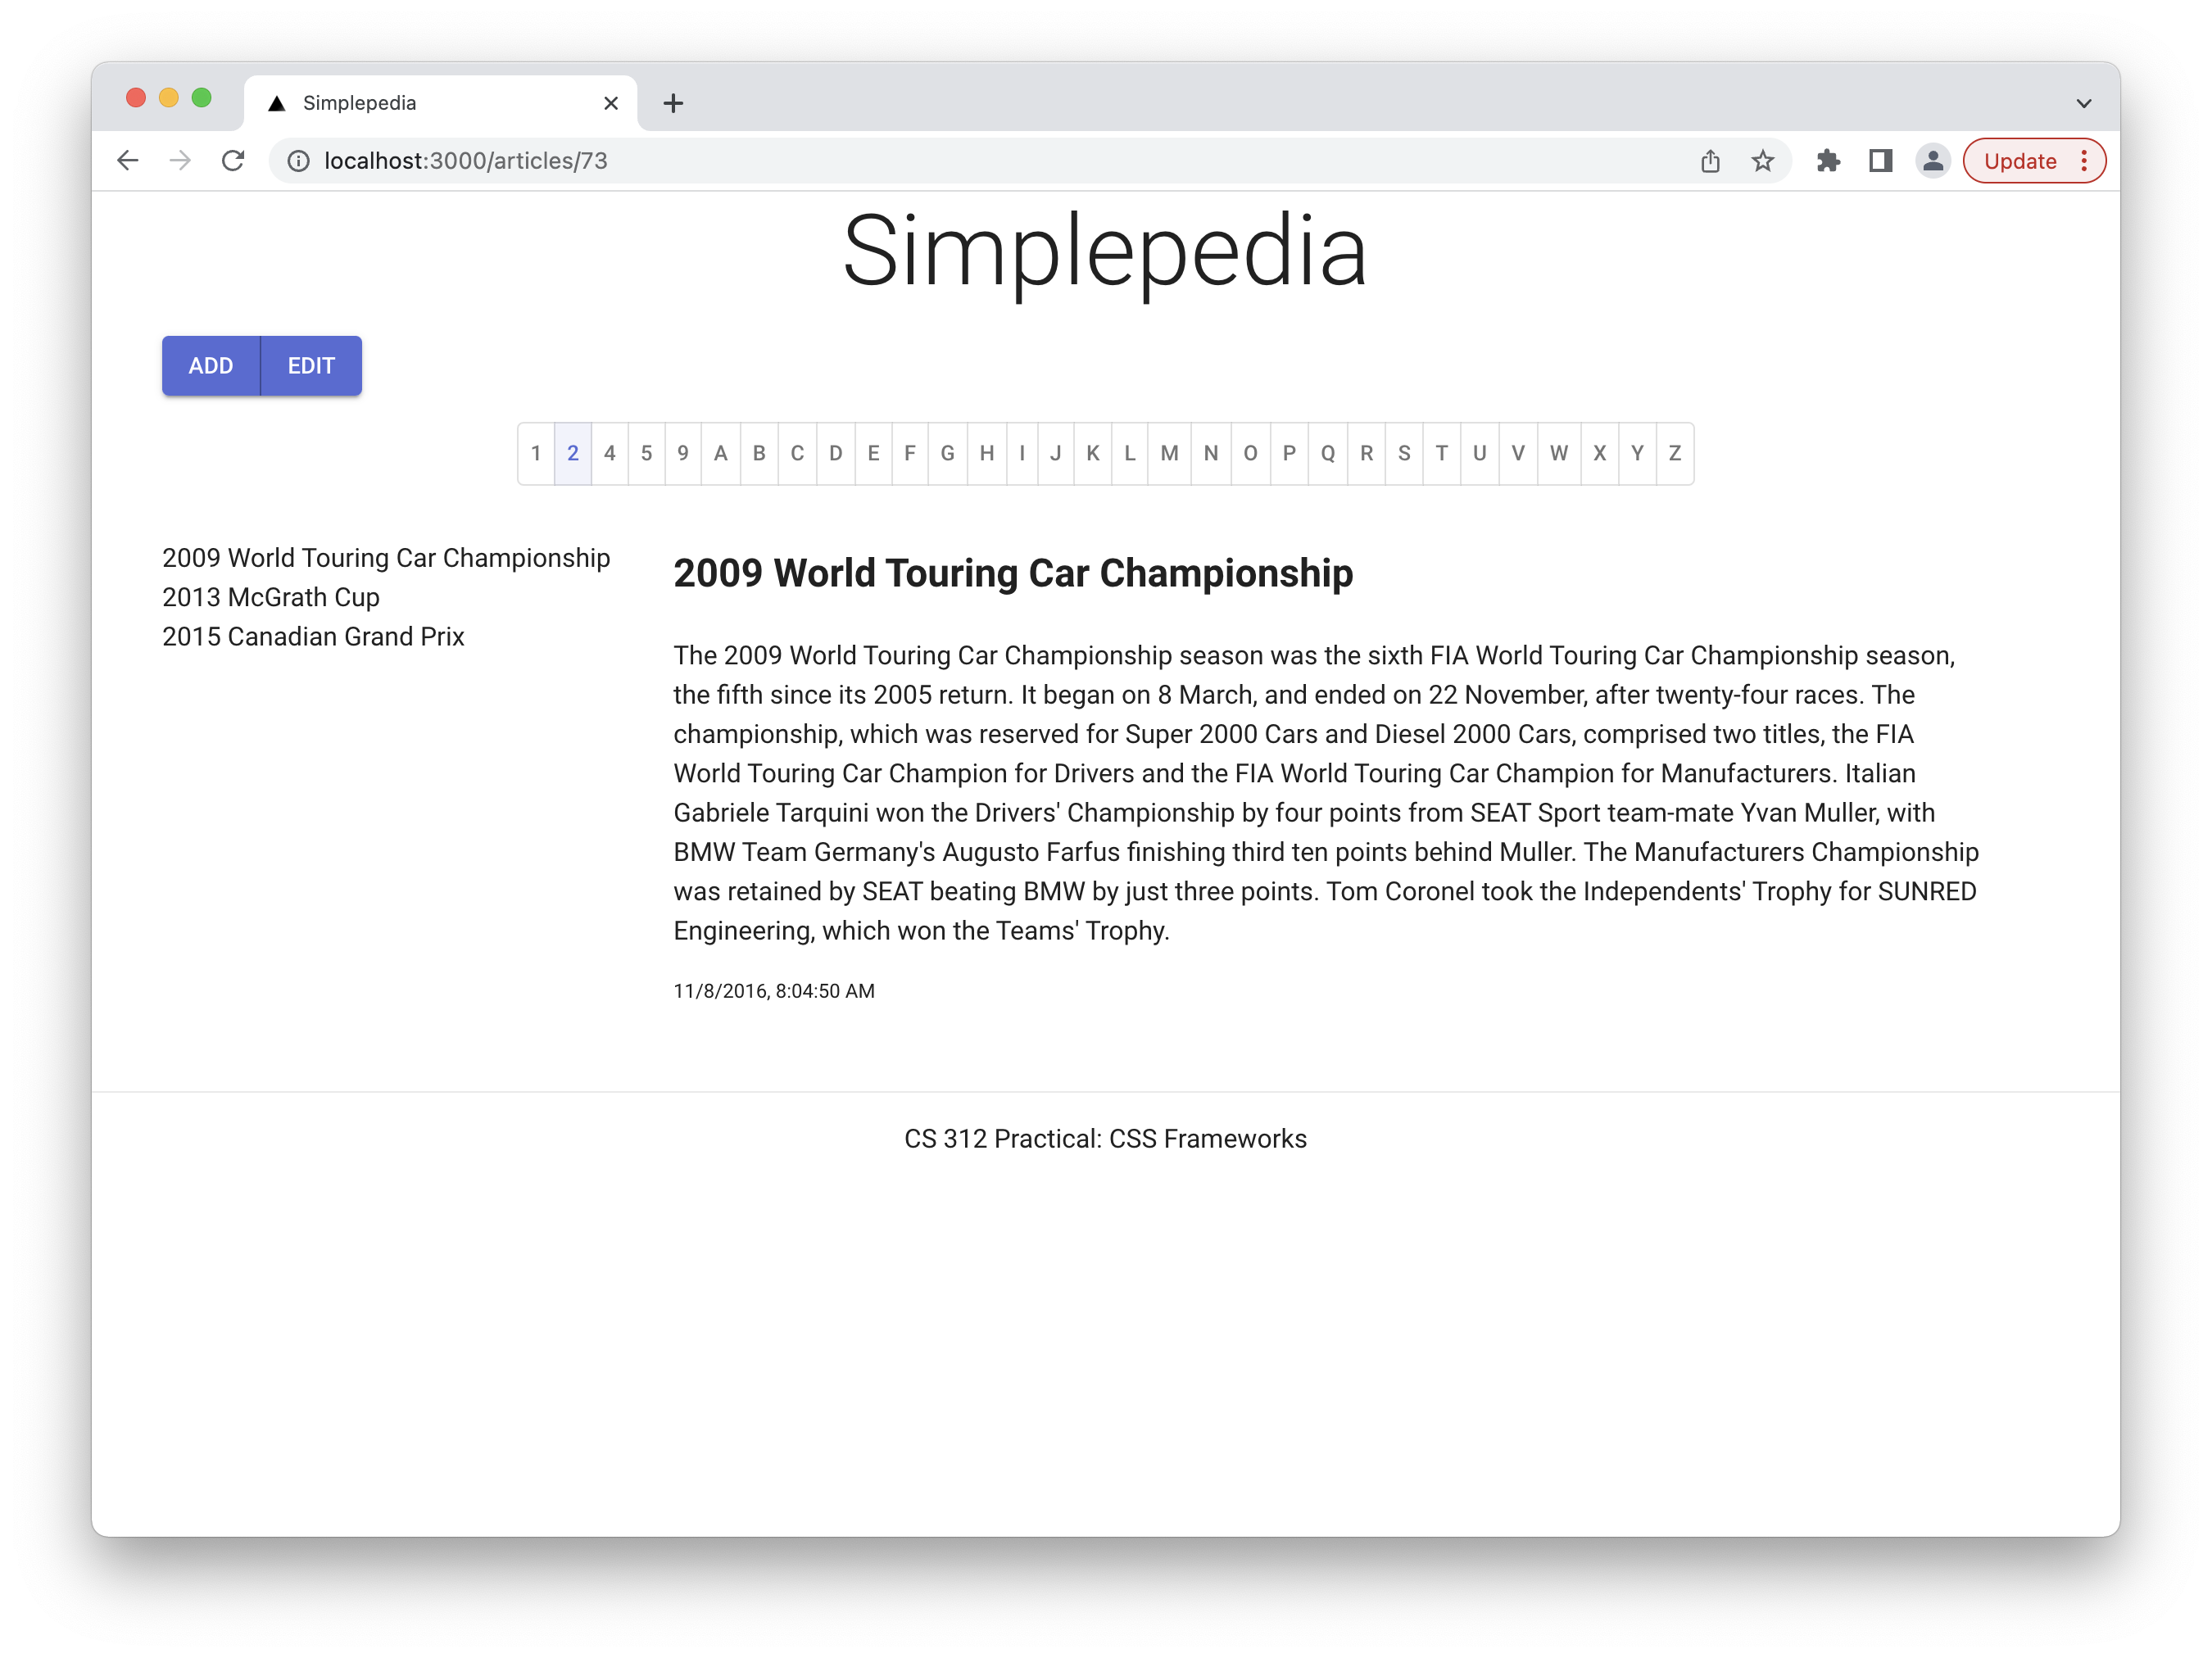 Simplepedia
localhost:3000/articles/73
Update
Simplepedia
ADD EDIT
1 2 4 5 9 A B C D E F G H I J K L M N O P Q R S T U V W X Y Z
2009 World Touring Car Championship
2013 McGrath Cup
2015 Canadian Grand Prix
2009 World Touring Car Championship
The 2009 World Touring Car Championship season was the sixth FIA World Touring Car Championship season,
the fifth since its 2005 return. It began on 8 March, and ended on 22 November, after twenty-four races. The
championship, which was reserved for Super 2000 Cars and Diesel 2000 Cars, comprised two titles, the FIA
World Touring Car Champion for Drivers and the FIA World Touring Car Champion for Manufacturers. Italian
Gabriele Tarquini won the Drivers' Championship by four points from SEAT Sport team-mate Yvan Muller, with
BMW Team Germany's Augusto Farfus finishing third ten points behind Muller. The Manufacturers Championship
was retained by SEAT beating BMW by just three points. Tom Coronel took the Independents' Trophy for SUNRED
Engineering, which won the Teams' Trophy.
11/8/2016, 8:04:50 AM
CS 312 Practical: CSS Frameworks